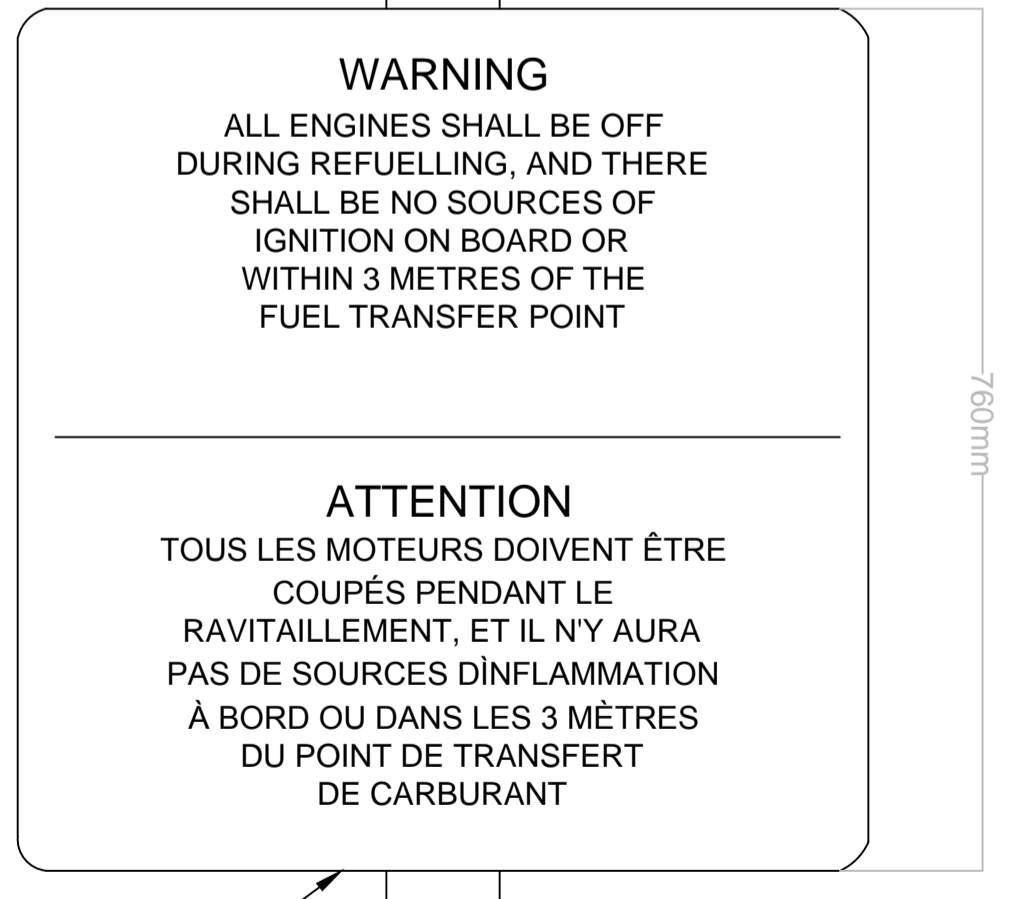 WARNING
ALL ENGINES SHALL BE OFF
DURING REFUELLING, AND THERE
SHALL BE NO SOURCES OF
IGNITION ON BOARD OR
WITHIN 3 METRES OF THE
FUEL TRANSFER POINT
ATTENTION
TOUS LES MOTEURS DOIVENT ÊTRE
COUPÉS PENDANT LE
RAVITAILLEMENT, ET IL N'Y AURA
PAS DE SOURCES DÌNFLAMMATION
À BORD OU DANS LES 3 MÈTRES
DU POINT DE TRANSFERT
DE CARBURANT
760mm